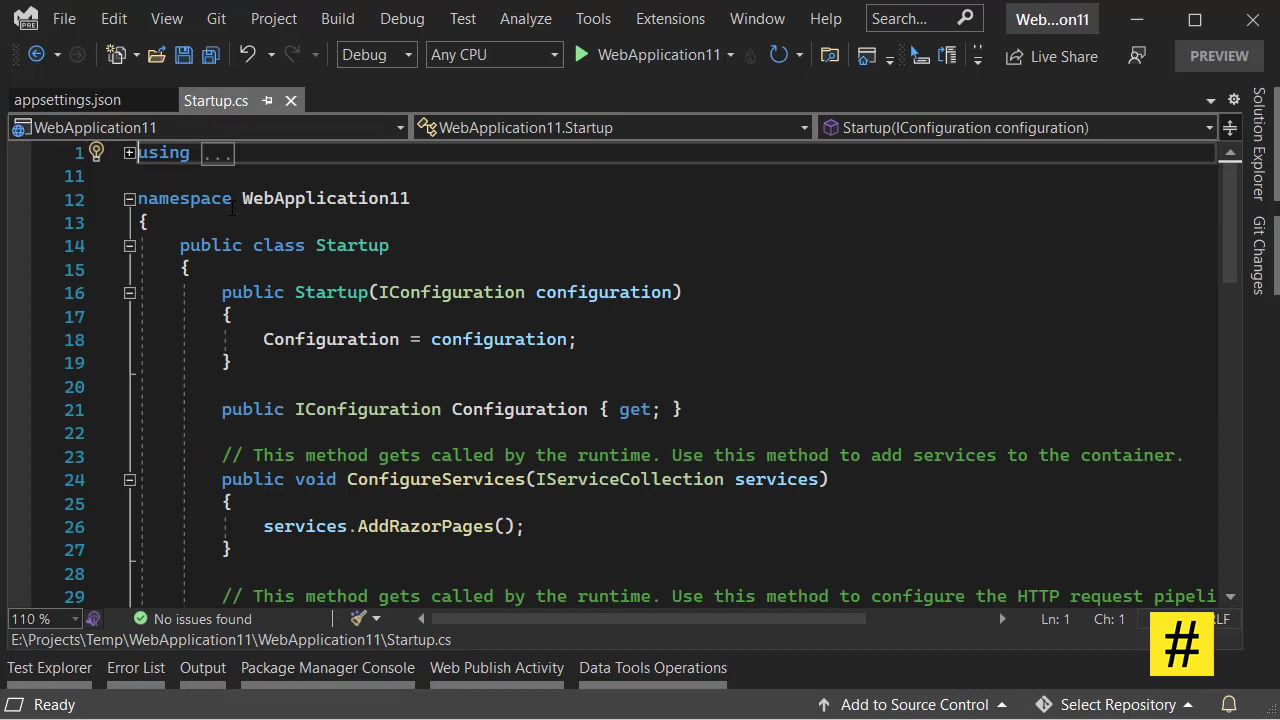 File Edit View Git Project Build Debug Test Analyze Tools Extensions Window Help Search... Web...on11
Debug Any CPU WebApplication11 Live Share PREVIEW
appsettings.json Startup.cs
WebApplication11 WebApplication11.Startup Startup(IConfiguration configuration)
1 using ...
11
12 namespace WebApplication11
13 {
14 public class Startup
15 {
16 public Startup(IConfiguration configuration)
17 {
18 Configuration = configuration;
19 }
20
21 public IConfiguration Configuration { get; }
22
23 // This method gets called by the runtime. Use this method to add services to the container.
24 public void ConfigureServices(IServiceCollection services)
25 {
26 services.AddRazorPages();
27 }
28
29 // This method gets called by the runtime. Use this method to configure the HTTP request pipeli
110 % No issues found Ln: 1 Ch: 1 LF
E:\Projects\Temp\WebApplication11\WebApplication11\Startup.cs
#
Test Explorer Error List Output Package Manager Console Web Publish Activity Data Tools Operations
Ready Add to Source Control Select Repository
Solution Explorer
Git Changes
PRE